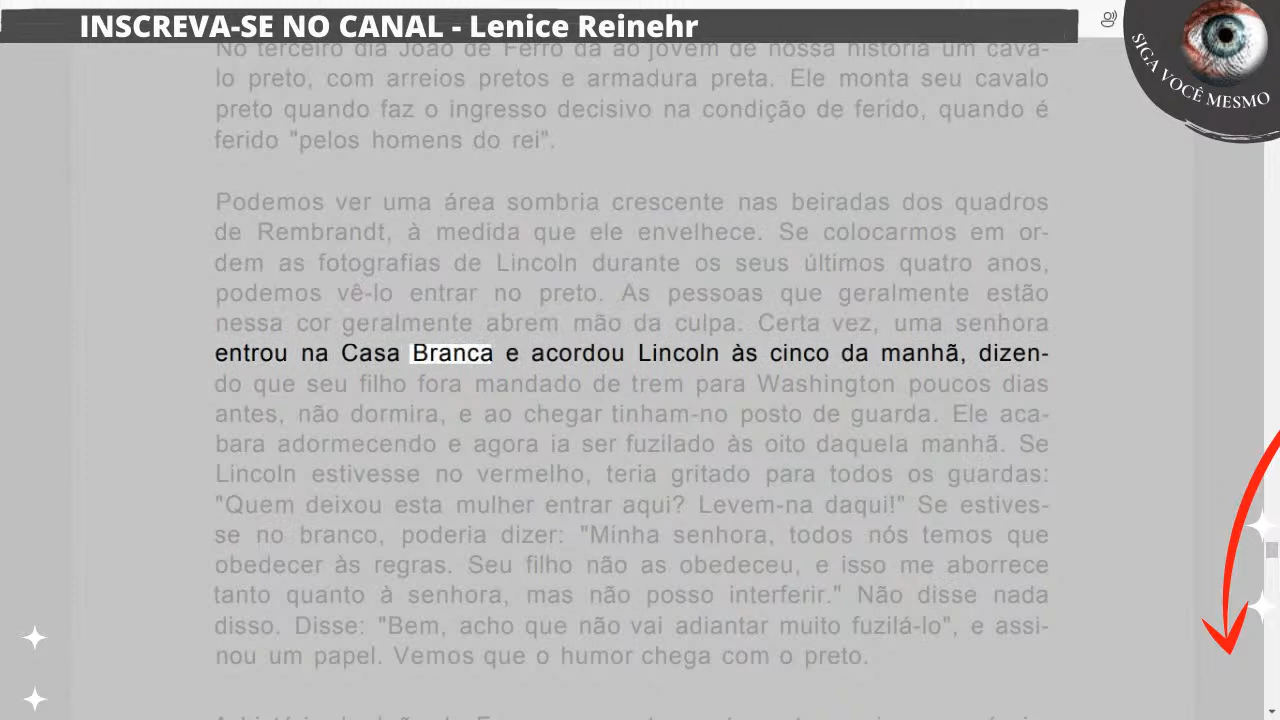 INSCREVA-SE NO CANAL - Lenice Reinehr
SIGA VOCÊ MESMO
No terceiro dia João de Ferro dá ao jovem de nossa história um cava-
lo preto, com arreios pretos e armadura preta. Ele monta seu cavalo
preto quando faz o ingresso decisivo na condição de ferido, quando é
ferido "pelos homens do rei".
Podemos ver uma área sombria crescente nas beiradas dos quadros
de Rembrandt, à medida que ele envelhece. Se colocarmos em or-
dem as fotografias de Lincoln durante os seus últimos quatro anos,
podemos vê-lo entrar no preto. As pessoas que geralmente estão
nessa cor geralmente abrem mão da culpa. Certa vez, uma senhora
entrou na Casa Branca e acordou Lincoln às cinco da manhã, dizen-
do que seu filho fora mandado de trem para Washington poucos dias
antes, não dormira, e ao chegar tinham-no posto de guarda. Ele aca-
bara adormecendo e agora ia ser fuzilado às oito daquela manhã. Se
Lincoln estivesse no vermelho, teria gritado para todos os guardas:
"Quem deixou esta mulher entrar aqui? Levem-na daqui!" Se estives-
se no branco, poderia dizer: "Minha senhora, todos nós temos que
obedecer às regras. Seu filho não as obedeceu, e isso me aborrece
tanto quanto à senhora, mas não posso interferir." Não disse nada
disso. Disse: "Bem, acho que não vai adiantar muito fuzilá-lo", e assi-
nou um papel. Vemos que o humor chega com o preto.